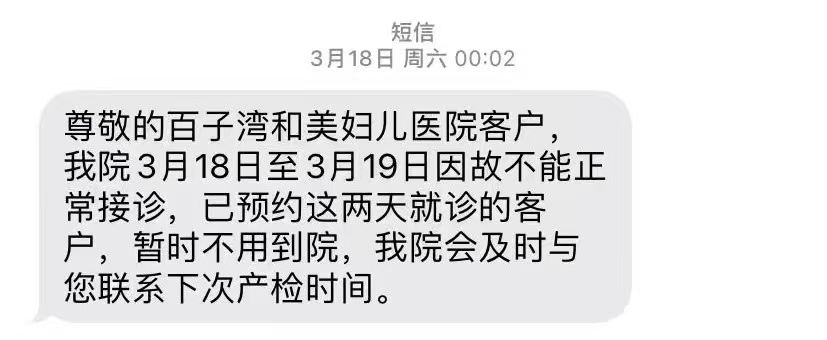 短信
3月18日 周六 00:02
尊敬的百子湾和美妇儿医院客户，
我院3月18日至3月19日因故不能正
常接诊，已预约这两天就诊的客
户，暂时不用到院，我院会及时与
您联系下次产检时间。